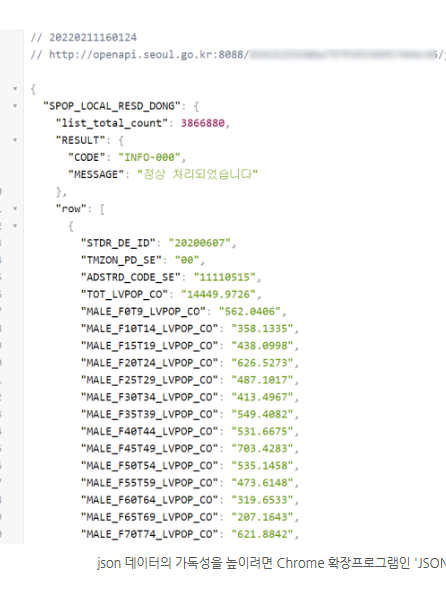 // 20220211160124
// http://openapi.seoul.go.kr:8088/
{
"SPOP_LOCAL_RESD_DONG": {
"list_total_count": 3866880,
"RESULT": {
"CODE": "INFO-000",
"MESSAGE": "정상 처리되었습니다"
},
"row": [
{
"STDR_DE_ID": "20200607",
"TMZON_PD_SE": "00",
"ADSTRD_CODE_SE": "11110515",
"TOT_LVPOP_CO": "14449.9726",
"MALE_F0T9_LVPOP_CO": "562.0406",
"MALE_F10T14_LVPOP_CO": "358.1335",
"MALE_F15T19_LVPOP_CO": "438.0998",
"MALE_F20T24_LVPOP_CO": "626.5273",
"MALE_F25T29_LVPOP_CO": "487.1017",
"MALE_F30T34_LVPOP_CO": "413.4967",
"MALE_F35T39_LVPOP_CO": "549.4082",
"MALE_F40T44_LVPOP_CO": "531.6675",
"MALE_F45T49_LVPOP_CO": "703.4283",
"MALE_F50T54_LVPOP_CO": "535.1458",
"MALE_F55T59_LVPOP_CO": "473.6148",
"MALE_F60T64_LVPOP_CO": "319.6533",
"MALE_F65T69_LVPOP_CO": "207.1643",
"MALE_F70T74_LVPOP_CO": "621.8842",
json 데이터의 가독성을 높이려면 Chrome 확장프로그램인 'JSON